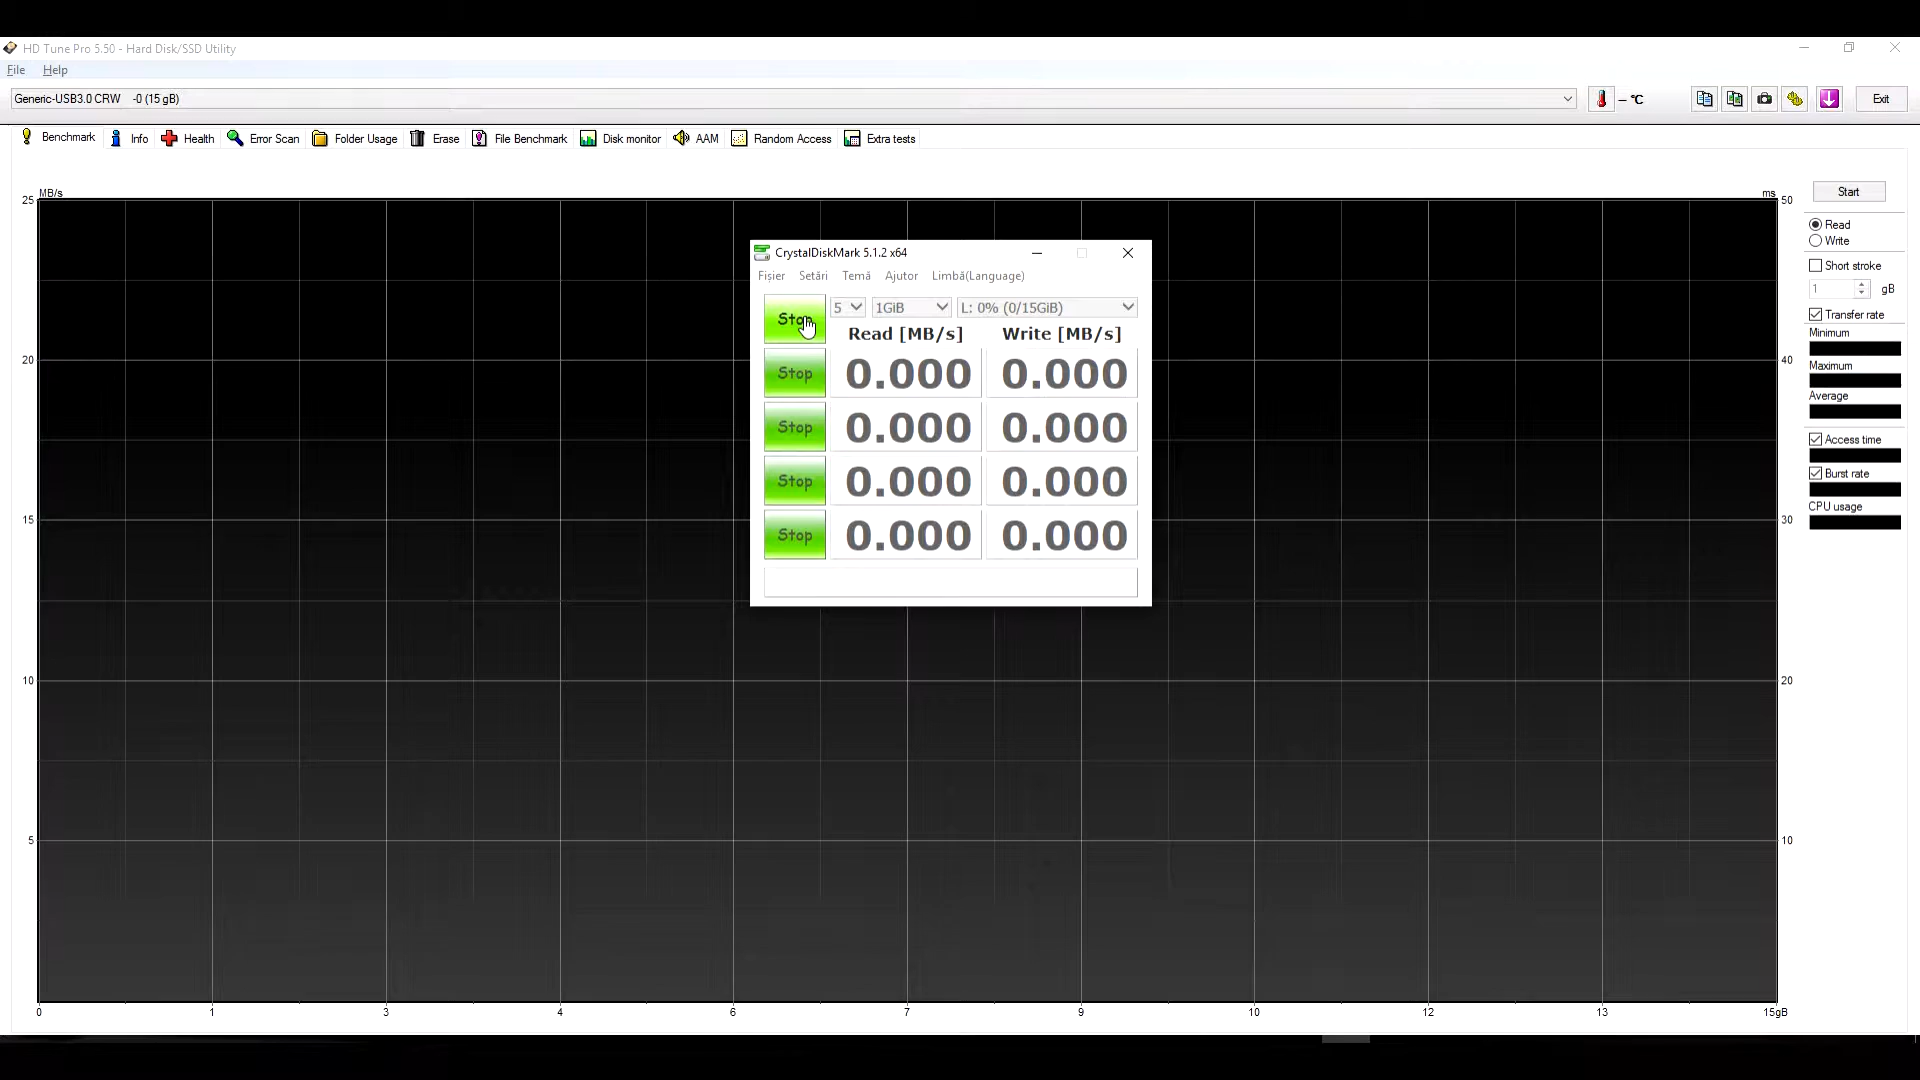 HD Tune Pro 5.50 - Hard Disk/SSD Utility
File Help
Generic-USB3.0 CRW -0 (15 gB)
– °C
Exit
Benchmark Info Health Error Scan Folder Usage Erase File Benchmark Disk monitor AAM Random Access Extra tests
MB/s
ms
25
20
15
10
5
50
40
30
20
10
0 1 3 4 6 7 9 10 12 13 15gB
Start
Read
Write
Short stroke
1 gB
Transfer rate
Minimum
Maximum
Average
Access time
Burst rate
CPU usage
CrystalDiskMark 5.1.2 x64
Fișier Setări Temă Ajutor Limbă(Language)
Stop 5 1GiB L: 0% (0/15GiB)
Read [MB/s] Write [MB/s]
Stop 0.000 0.000
Stop 0.000 0.000
Stop 0.000 0.000
Stop 0.000 0.000